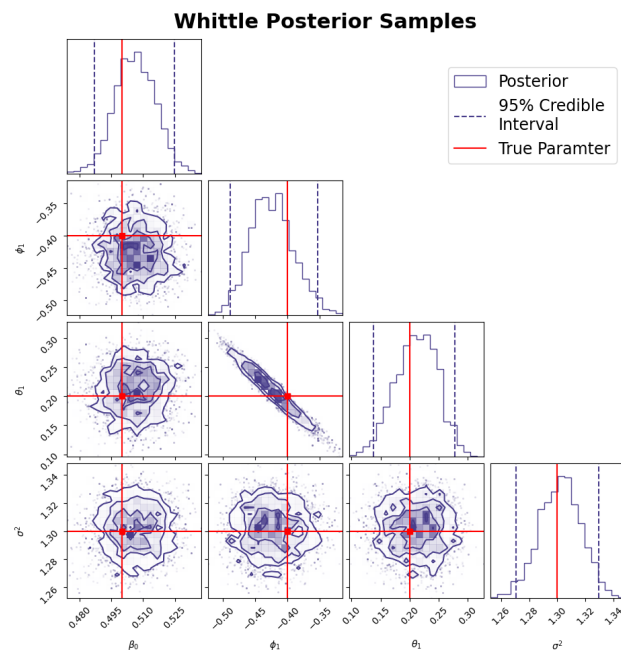 Whittle Posterior Samples
Posterior
95% Credible
Interval
True Paramter
ϕ₁
−0.35
−0.40
−0.45
−0.50
θ₁
0.30
0.25
0.20
0.15
0.10
σ²
1.34
1.32
1.30
1.28
1.26
0.480
0.495
0.510
0.525
−0.50
−0.45
−0.40
−0.35
0.10
0.15
0.20
0.25
0.30
1.26
1.28
1.30
1.32
1.34
β₀
ϕ₁
θ₁
σ²